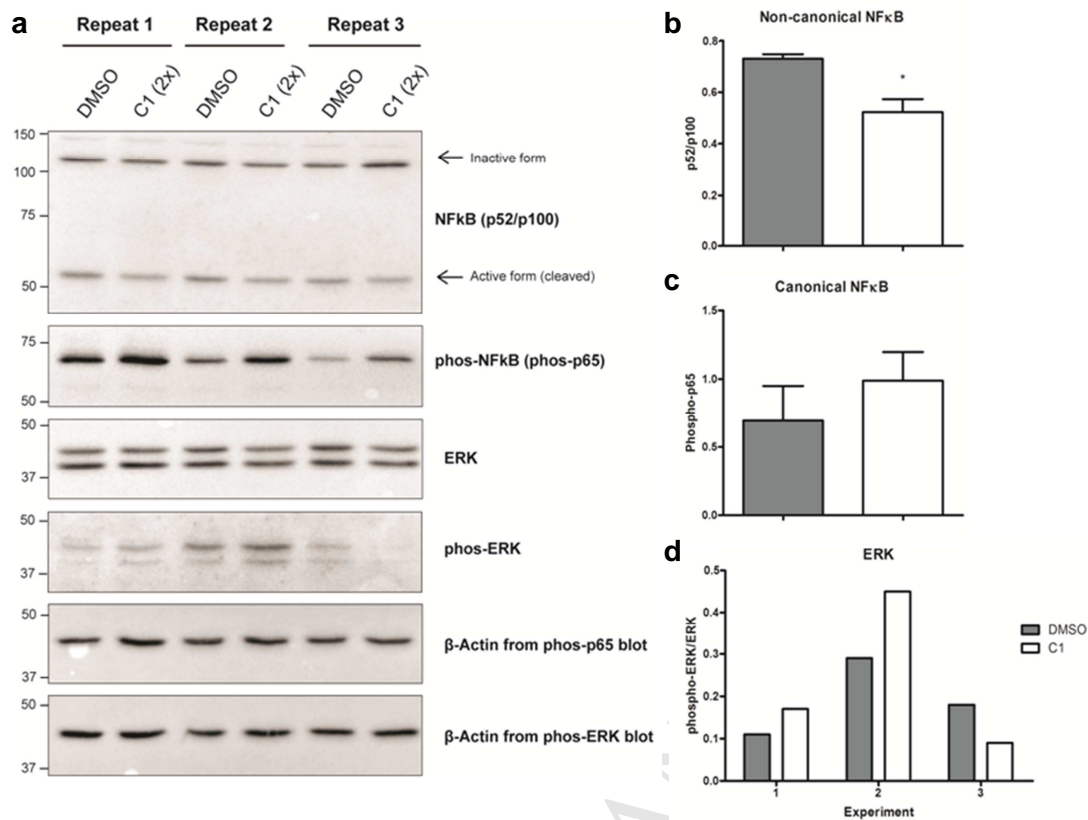 a
Repeat 1 Repeat 2 Repeat 3
DMSO C1 (2x) DMSO C1 (2x) DMSO C1 (2x)
150
100
75
50
Inactive form
NFkB (p52/p100)
Active form (cleaved)
75
50
phos-NFkB (phos-p65)
50
37
ERK
50
37
phos-ERK
50
37
β-Actin from phos-p65 blot
50
37
β-Actin from phos-ERK blot
b
Non-canonical NFκB
p52/p100
0.8
0.6
0.4
0.2
0.0
*
c
Canonical NFκB
Phospho-p65
1.5
1.0
0.5
0.0
d
ERK
phospho-ERK/ERK
0.5
0.4
0.3
0.2
0.1
0.0
1 2 3
Experiment
DMSO
C1